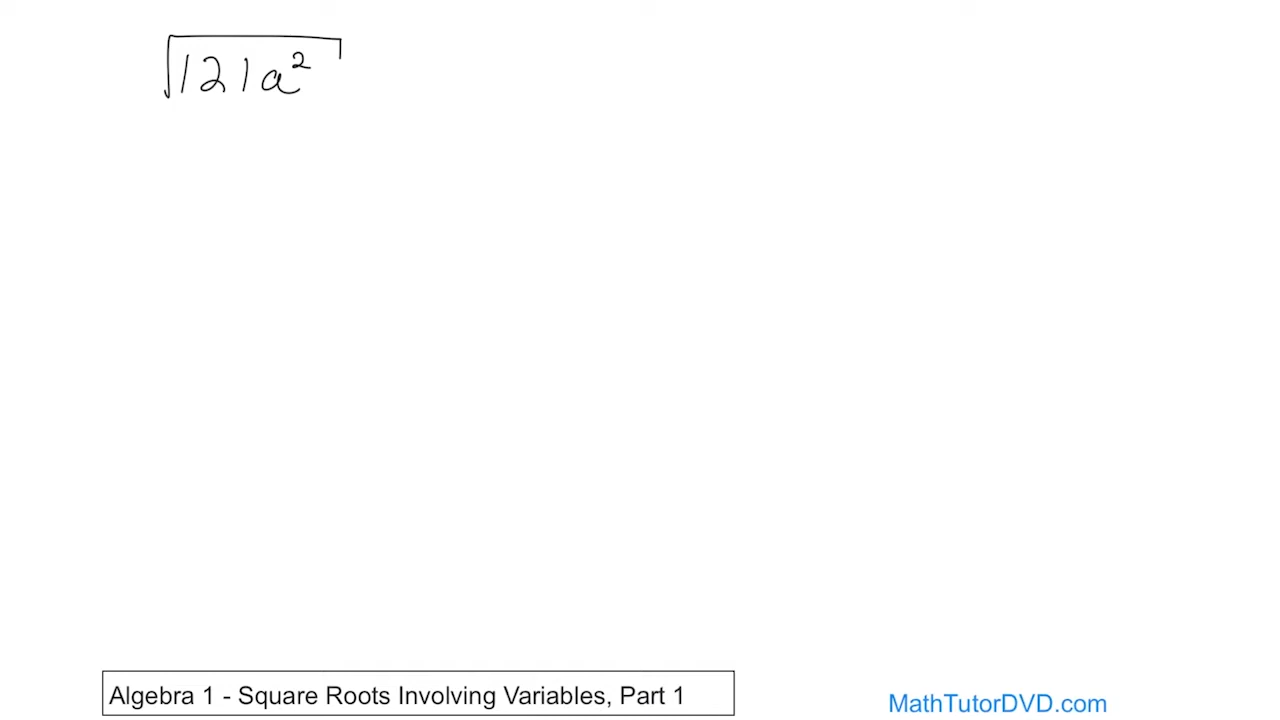 √121a²
Algebra 1 - Square Roots Involving Variables, Part 1
MathTutorDVD.com